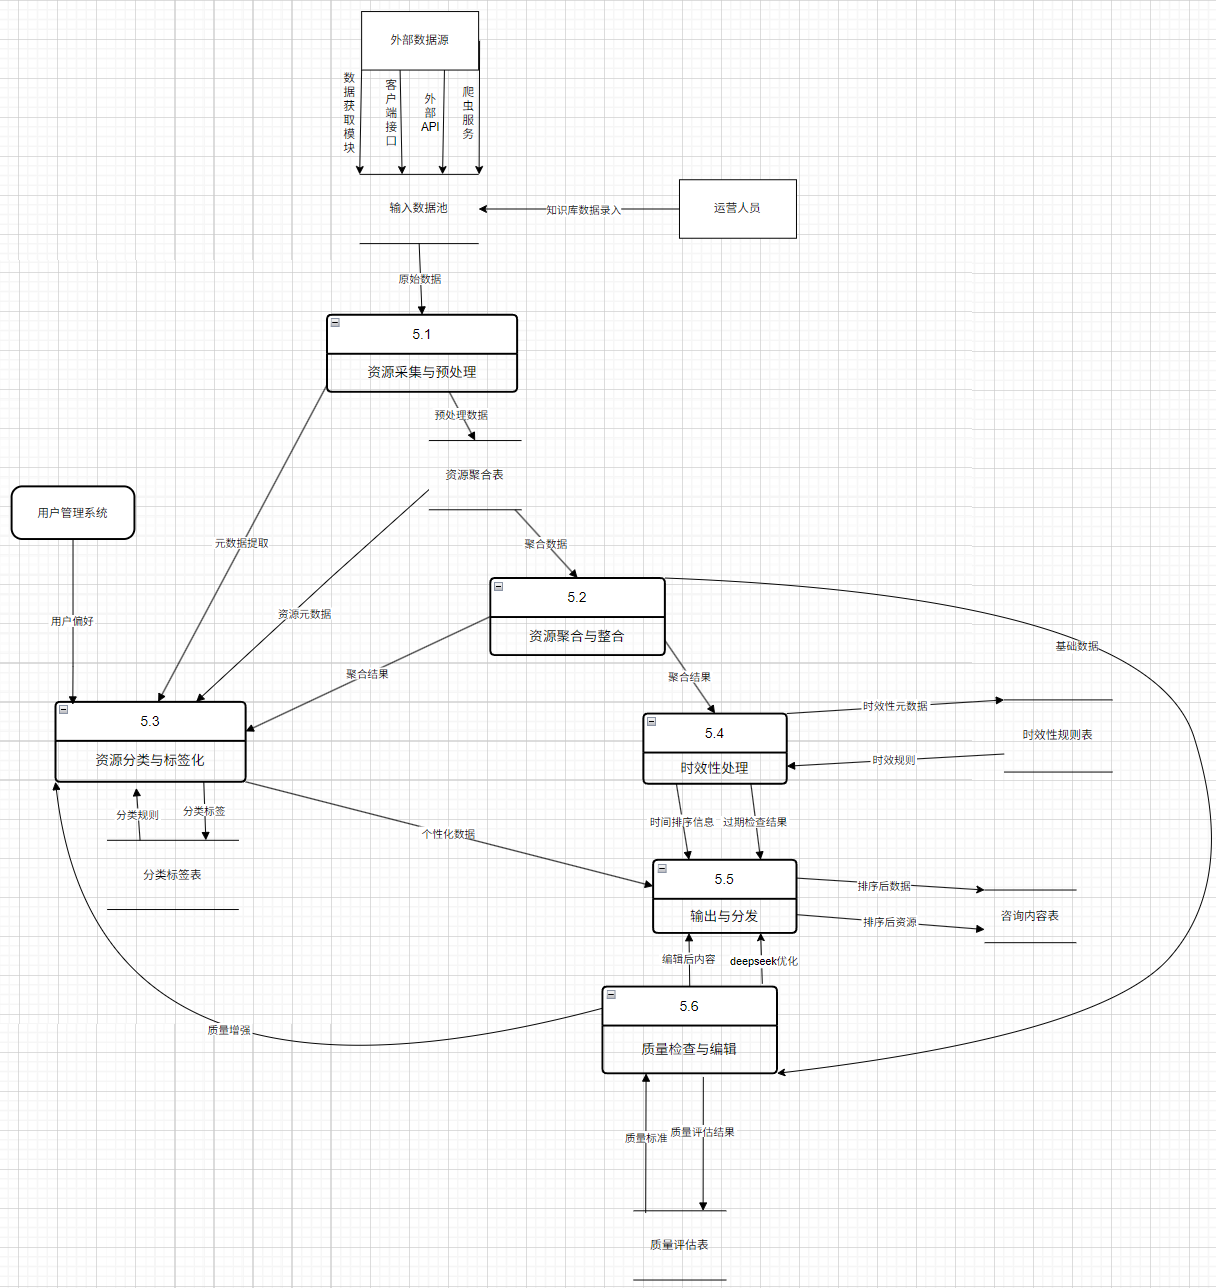 外部数据源
数据获取模块
客户端接口
外部API
爬虫服务
输入数据池
知识库数据录入
运营人员
原始数据
5.1
资源采集与预处理
预处理数据
资源聚合表
用户管理系统
元数据提取
聚合数据
5.2
资源聚合与整合
资源元数据
用户偏好
基础数据
聚合结果
聚合结果
5.3
资源分类与标签化
5.4
时效性处理
时效性元数据
时效性规则表
时效规则
分类规则
分类标签
时间排序信息
过期检查结果
个性化数据
分类标签表
5.5
输出与分发
排序后数据
咨询内容表
排序后资源
编辑后内容
deepseek优化
5.6
质量检查与编辑
质量增强
质量标准
质量评估结果
质量评估表